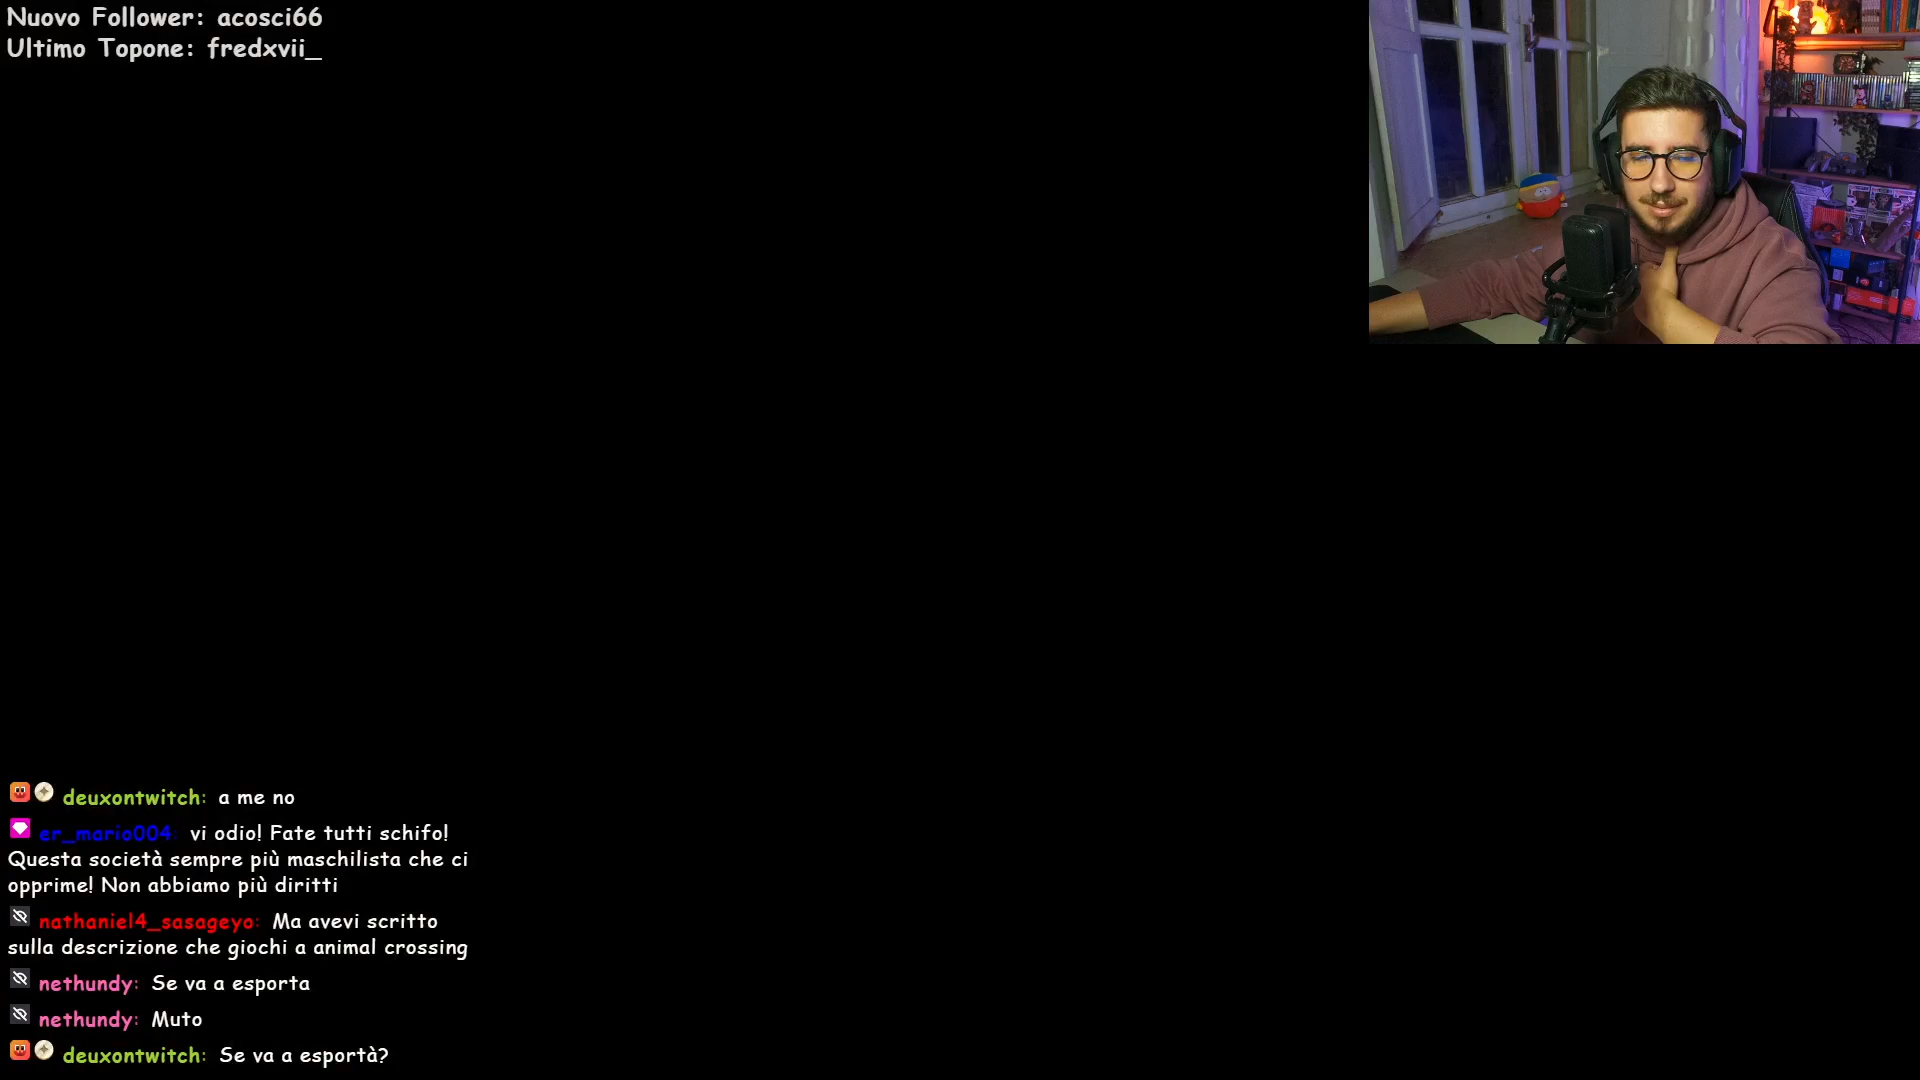 Nuovo Follower: acosci66
Ultimo Topone: fredxvii_
deuxontwitch: a me no
er_mario004: vi odio! Fate tutti schifo!
Questa società sempre più maschilista che ci
opprime! Non abbiamo più diritti
nathaniel4_sasageyo: Ma avevi scritto
sulla descrizione che giochi a animal crossing
nethundy: Se va a esporta
nethundy: Muto
deuxontwitch: Se va a esportà?